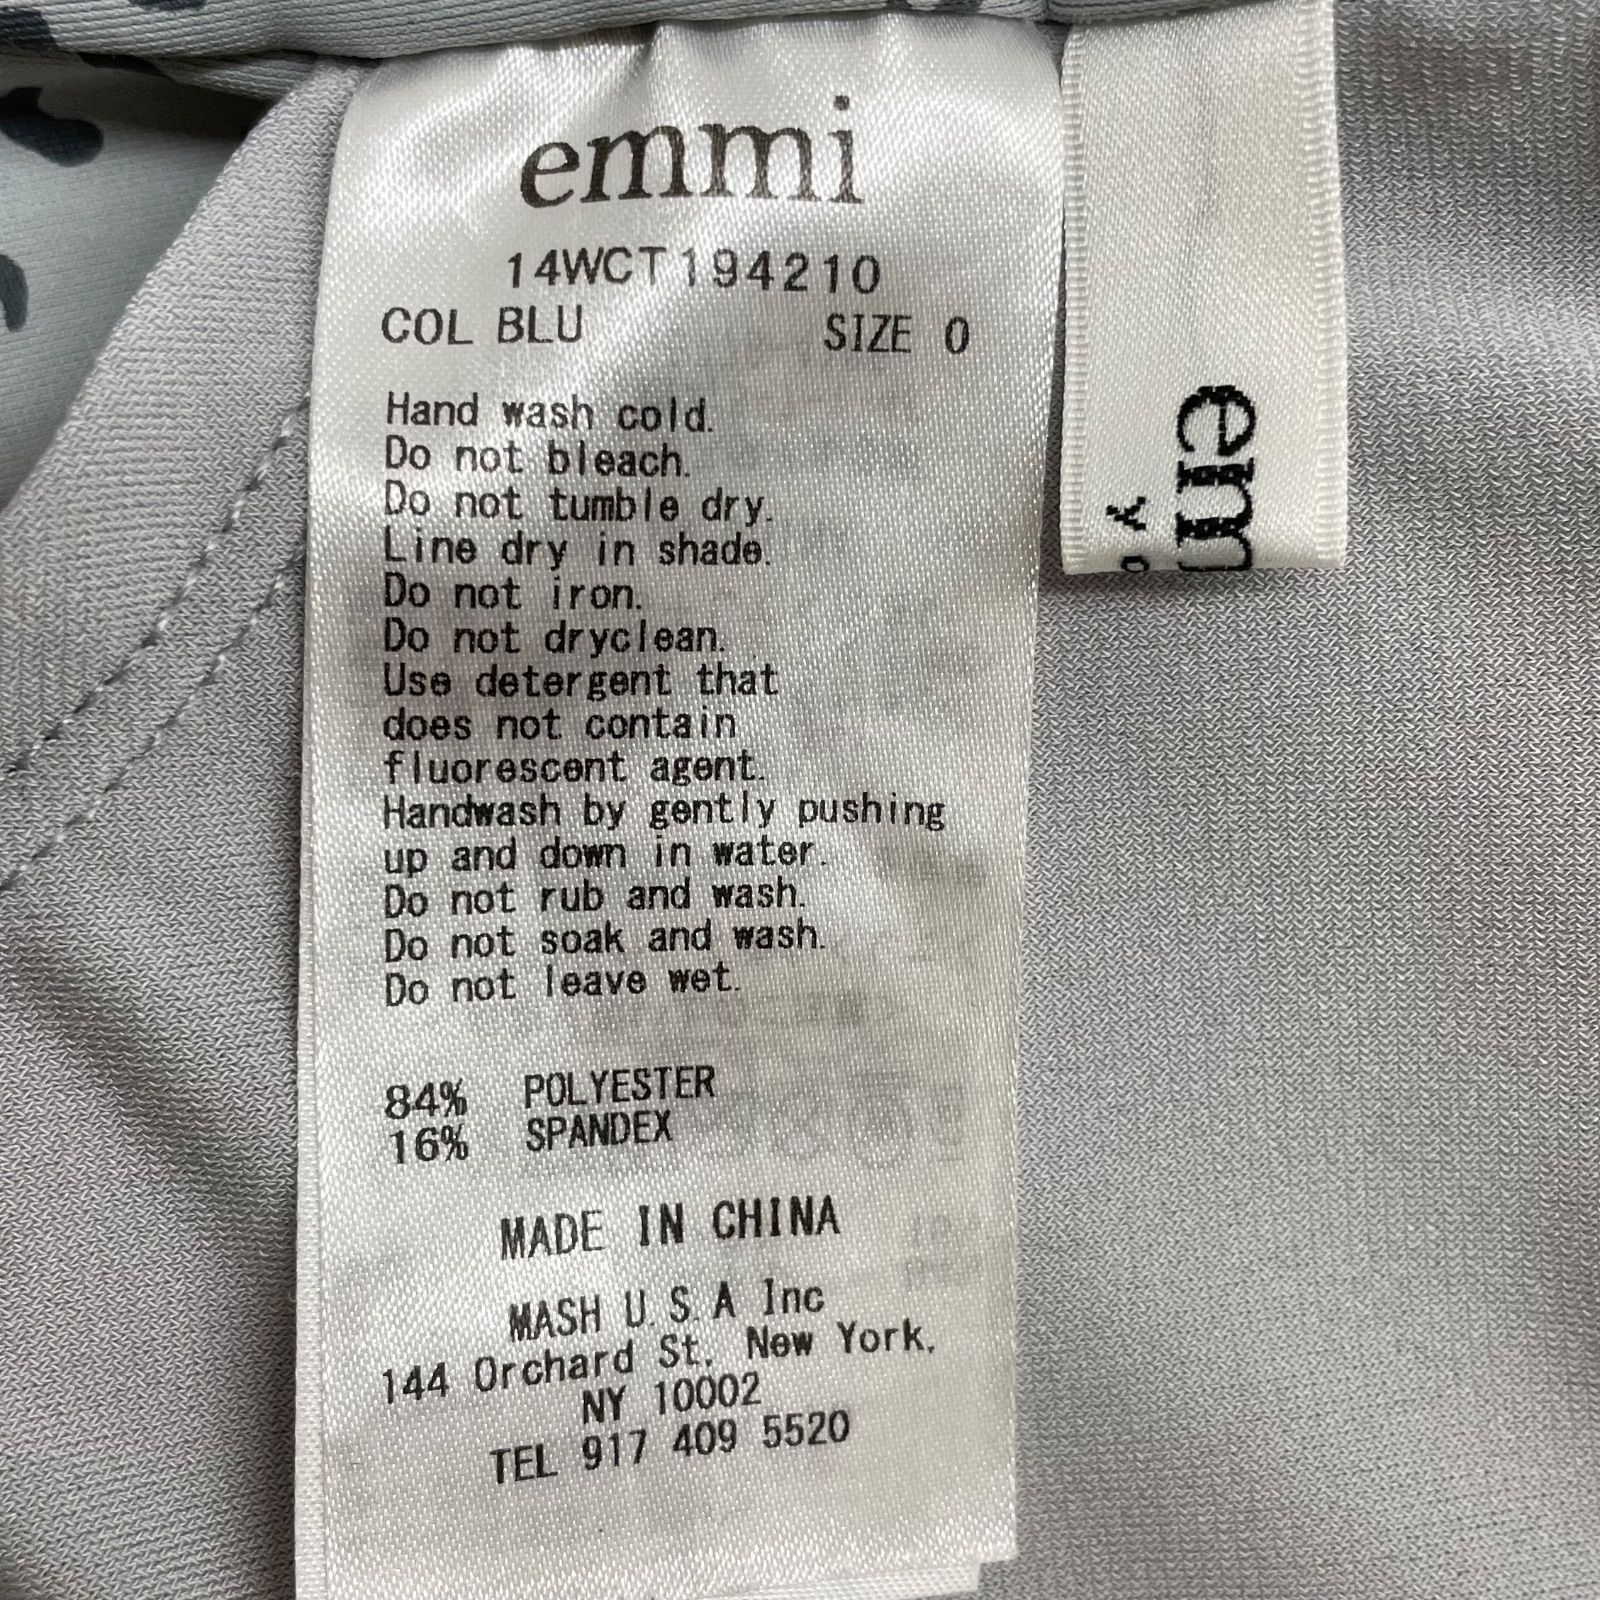 emmi
14WCT194210
COL BLU SIZE 0
Hand wash cold.
Do not bleach.
Do not tumble dry.
Line dry in shade.
Do not iron.
Do not dryclean.
Use detergent that
does not contain
fluorescent agent.
Handwash by gently pushing
up and down in water.
Do not rub and wash.
Do not soak and wash.
Do not leave wet.
84% POLYESTER
16% SPANDEX
MADE IN CHINA
MASH U.S.A Inc
144 Orchard St, New York,
NY 10002
TEL 917 409 5520
em
Yo